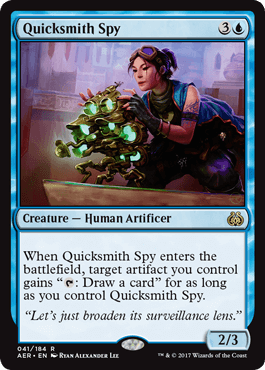 Quicksmith Spy 3
Creature — Human Artificer
When Quicksmith Spy enters the
battlefield, target artifact you control
gains “: Draw a card” for as long
as you control Quicksmith Spy.
“Let’s just broaden its surveillance lens.”
2/3
041/184 R
AER • EN Ryan Alexander Lee
™ & © 2017 Wizards of the Coast